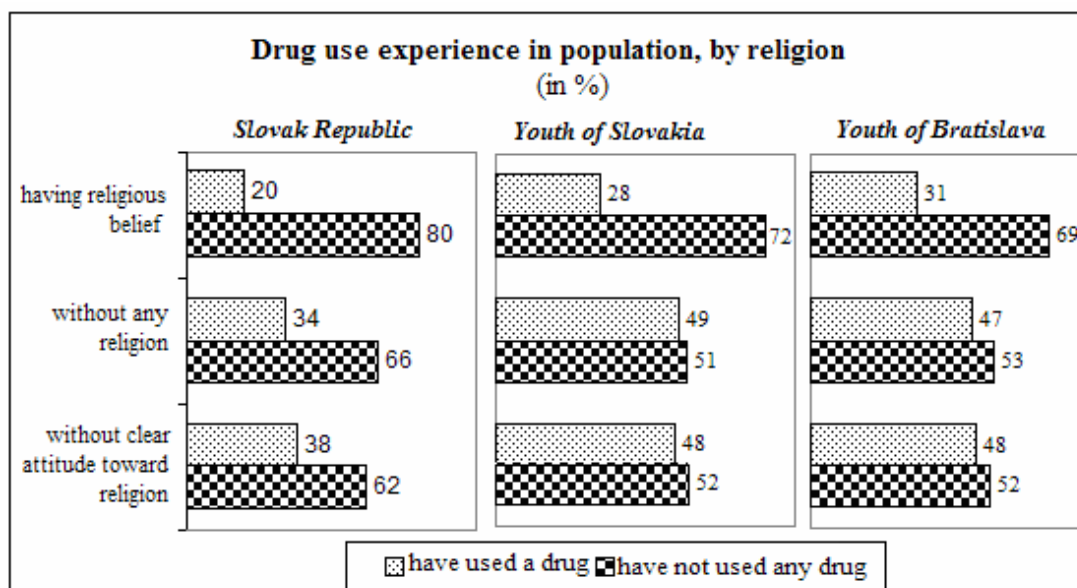 Drug use experience in population, by religion
(in %)
Slovak Republic
Youth of Slovakia
Youth of Bratislava
having religious
belief
20
80
28
72
31
69
without any
religion
34
66
49
51
47
53
without clear
attitude toward
religion
38
62
48
52
48
52
have used a drug
have not used any drug